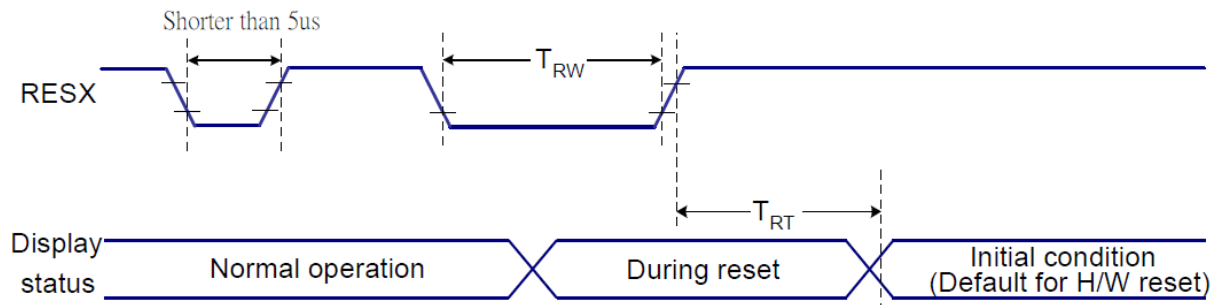 Shorter than 5us
RESX
TRW
TRT
Display
status
Normal operation
During reset
Initial condition
(Default for H/W reset)